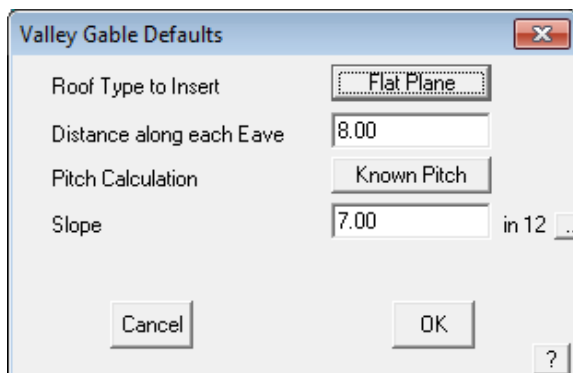 Valley Gable Defaults
Roof Type to Insert Flat Plane
Distance along each Eave 8.00
Pitch Calculation Known Pitch
Slope 7.00 in 12 ..
Cancel OK
?